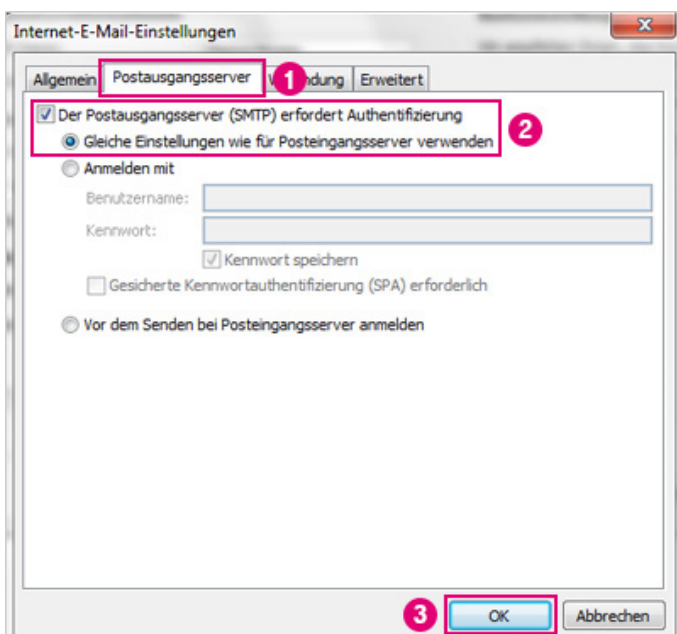 Internet-E-Mail-Einstellungen
Allgemein Postausgangsserver 1 Erweitert
Der Postausgangsserver (SMTP) erfordert Authentifizierung
2
Gleiche Einstellungen wie für Posteingangsserver verwenden
Anmelden mit
Benutzername:
Kennwort:
Kennwort speichern
Gesicherte Kennwortauthentifizierung (SPA) erforderlich
Vor dem Senden bei Posteingangsserver anmelden
3 OK Abbrechen